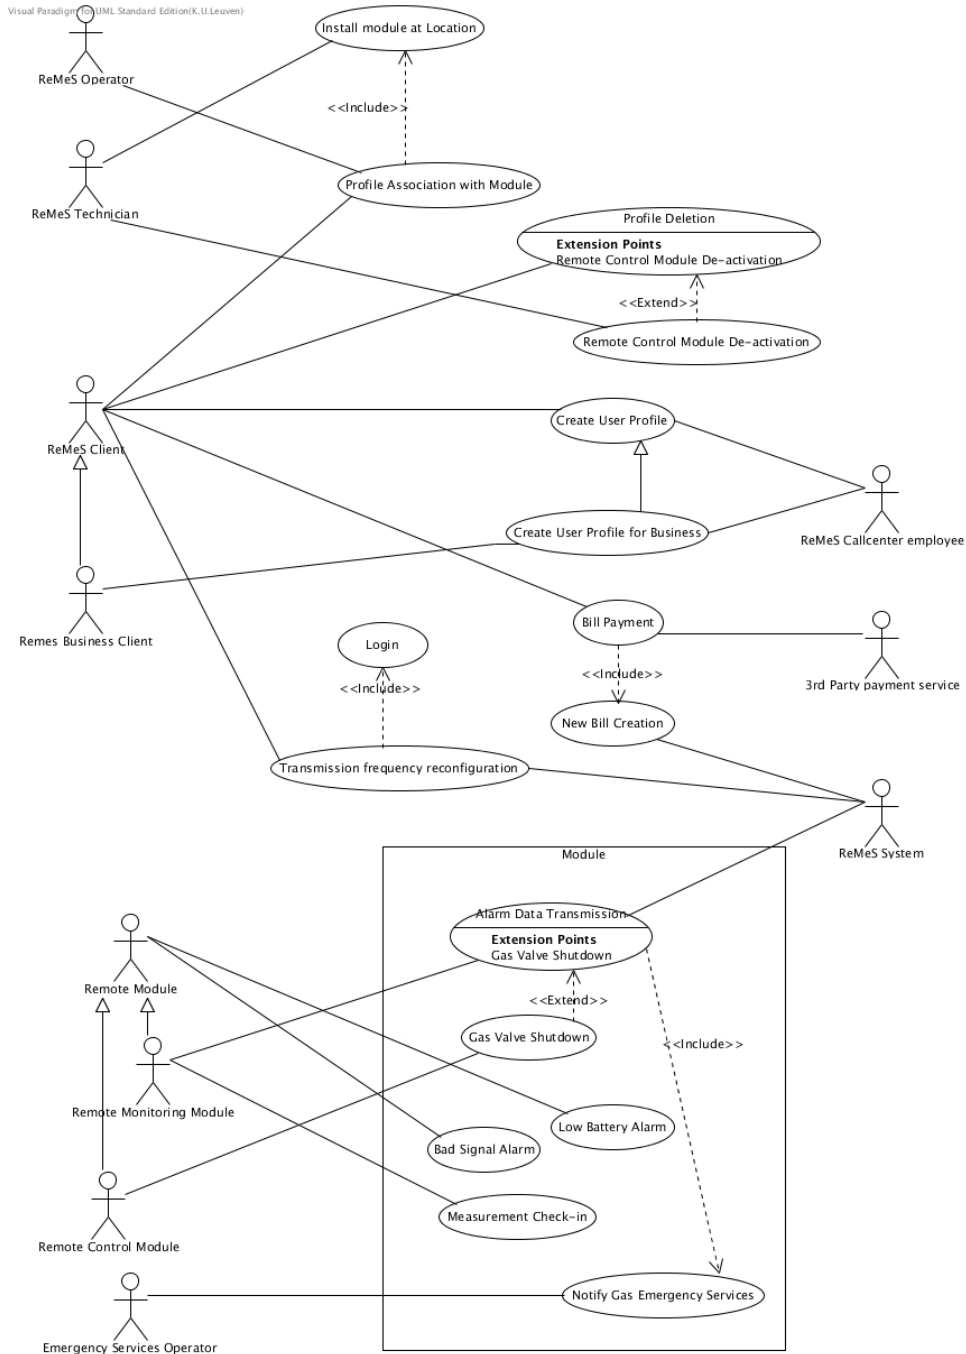 Visual Paradigm for UML Standard Edition(K.U.Leuven)
Install module at Location
ReMeS Operator
<<Include>>
Profile Association with Module
ReMeS Technician
Profile Deletion
Extension Points
Remote Control Module De-activation
<<Extend>>
Remote Control Module De-activation
Create User Profile
ReMeS Client
Create User Profile for Business
ReMeS Callcenter employee
Remes Business Client
Bill Payment
Login
<<Include>>
<<Include>>
3rd Party payment service
New Bill Creation
Transmission frequency reconfiguration
ReMeS System
Module
Alarm Data Transmission
Extension Points
Gas Valve Shutdown
Remote Module
<<Extend>>
Gas Valve Shutdown
<<Include>>
Remote Monitoring Module
Low Battery Alarm
Bad Signal Alarm
Measurement Check-in
Remote Control Module
Notify Gas Emergency Services
Emergency Services Operator